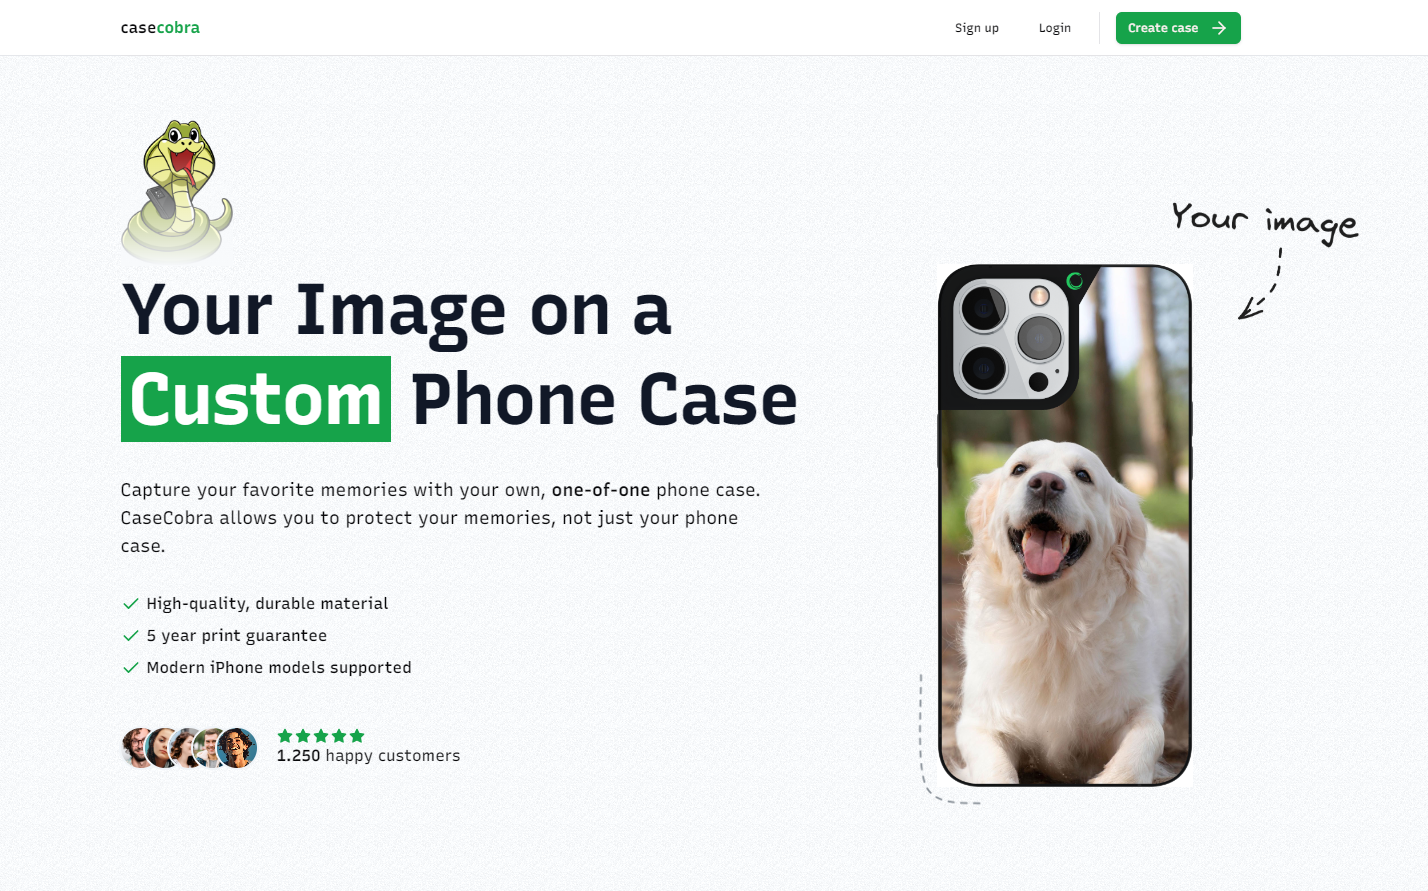 casecobra
Sign up
Login
Create case
Your image
Your Image on a
Custom Phone Case
Capture your favorite memories with your own, one-of-one phone case.
CaseCobra allows you to protect your memories, not just your phone
case.
High-quality, durable material
5 year print guarantee
Modern iPhone models supported
1.250 happy customers